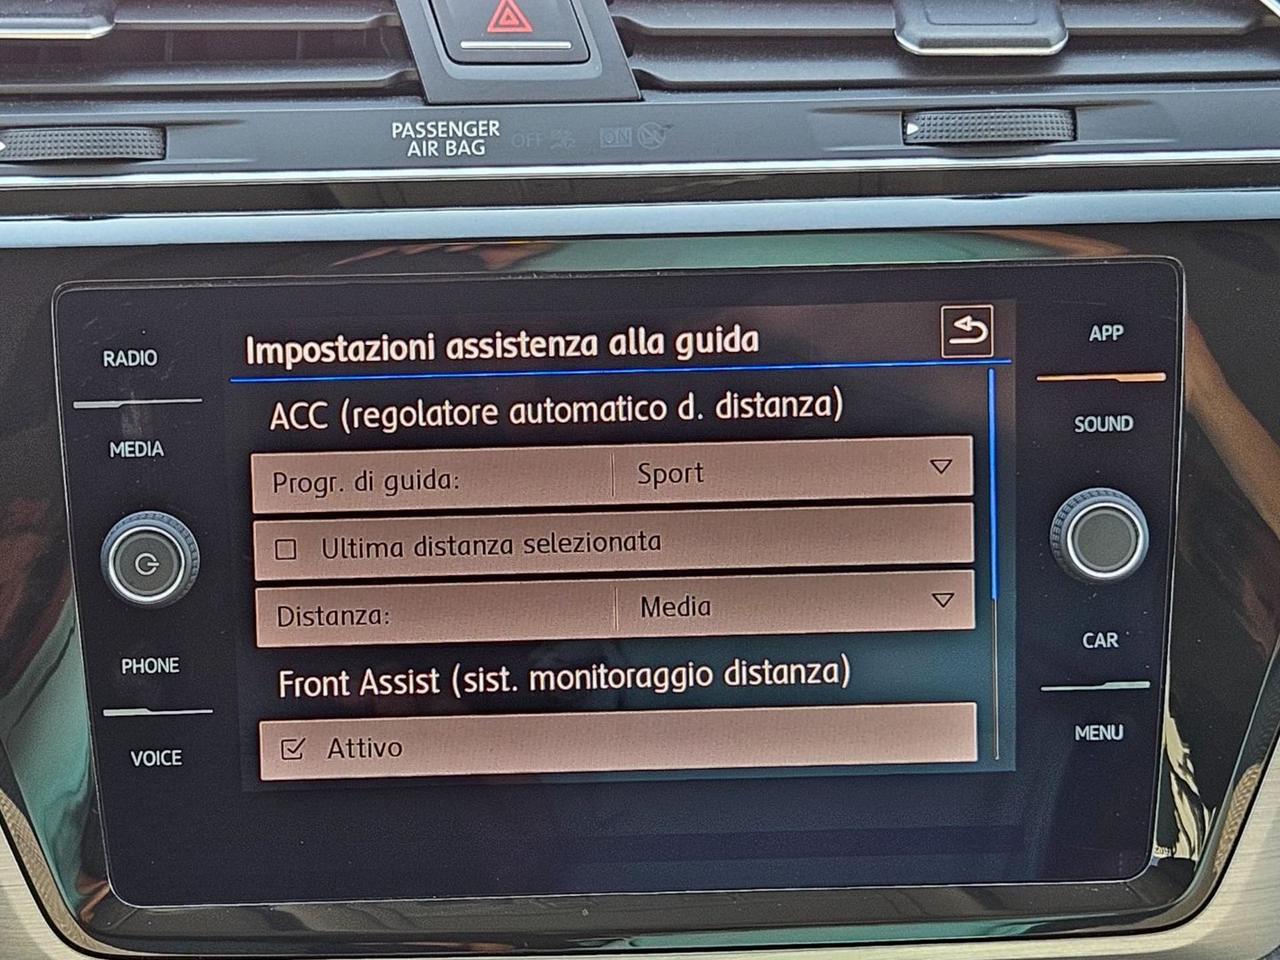 PASSENGER
AIR BAG
OFF
ON
RADIO
MEDIA
PHONE
VOICE
Impostazioni assistenza alla guida
ACC (regolatore automatico d. distanza)
Progr. di guida: Sport
Ultima distanza selezionata
Distanza: Media
Front Assist (sist. monitoraggio distanza)
Attivo
APP
SOUND
CAR
MENU